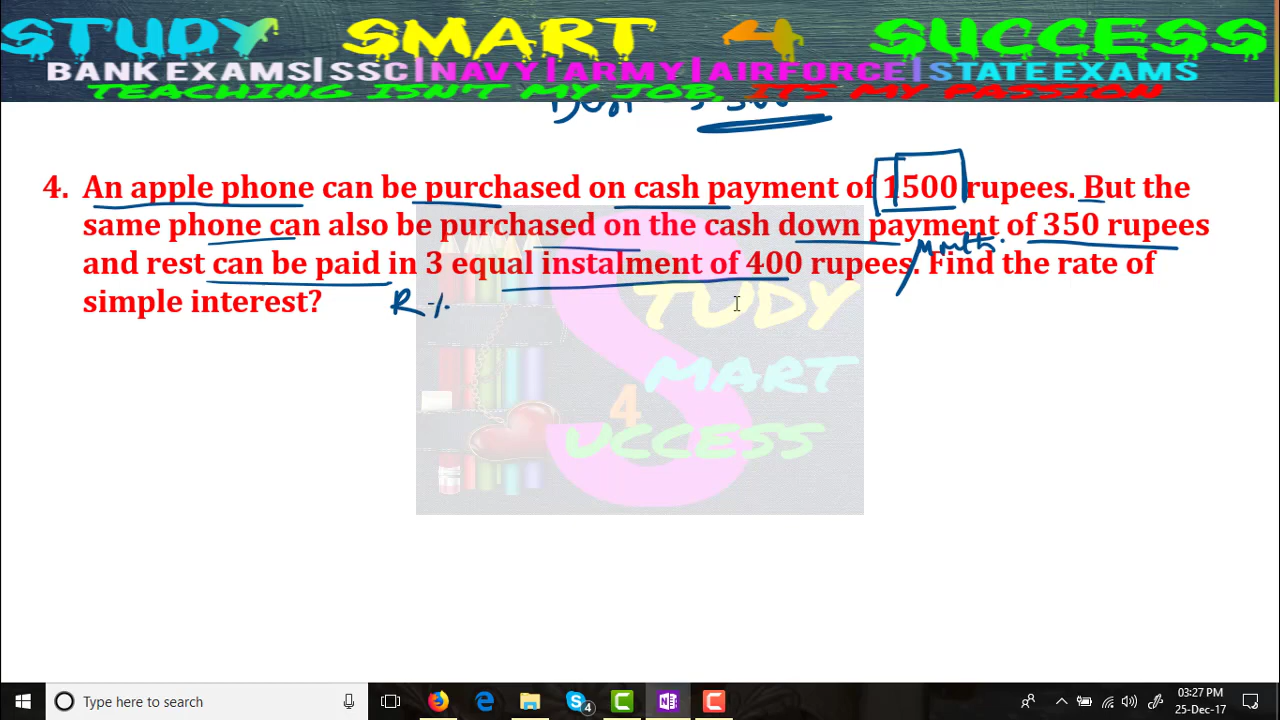 STUDY SMART 4 SUCCESS
BANK EXAMS|SSC|NAVY|ARMY|AIRFORCE|STATE EXAMS
TEACHING ISN'T MY JOB, IT'S MY PASSION
4. An apple phone can be purchased on cash payment of 1500 rupees. But the
same phone can also be purchased on the cash down payment of 350 rupees
/month.
and rest can be paid in 3 equal instalment of 400 rupees. Find the rate of
simple interest? R %
TUDY
MART
S
4
UCCESS
Type here to search
4
03:27 PM
25-Dec-17